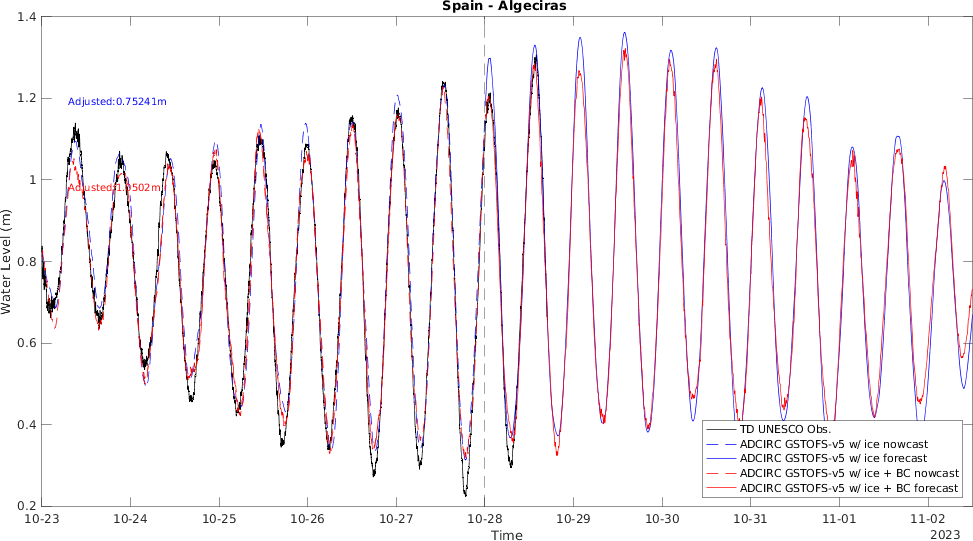 Spain - Algeciras
1.4
1.2
1
0.8
0.6
0.4
0.2
Water Level (m)
Adjusted:0.75241m
Adjusted:1.0502m
TD UNESCO Obs.
ADCIRC GSTOFS-v5 w/ ice nowcast
ADCIRC GSTOFS-v5 w/ ice forecast
ADCIRC GSTOFS-v5 w/ ice + BC nowcast
ADCIRC GSTOFS-v5 w/ ice + BC forecast
10-23 10-24 10-25 10-26 10-27 10-28 10-29 10-30 10-31 11-01 11-02
Time
2023